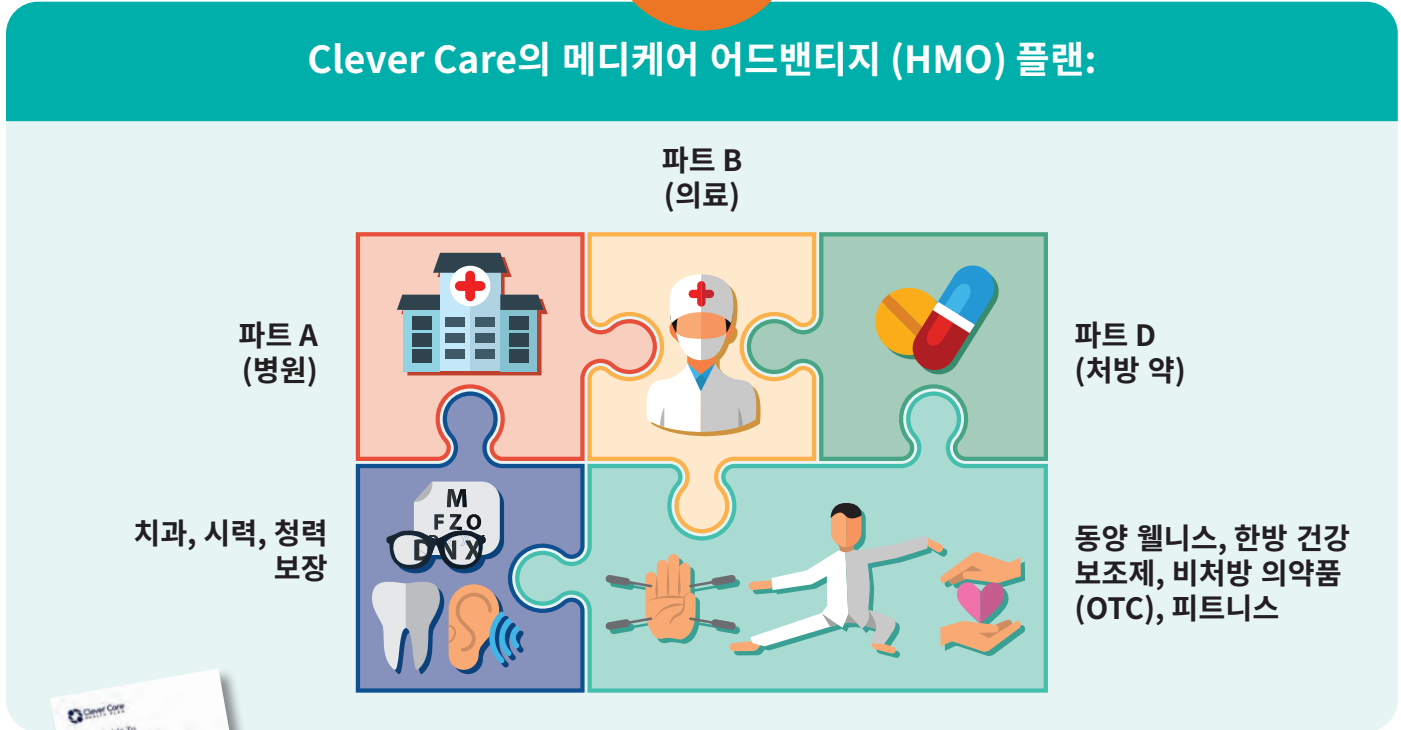 Clever Care의 메디케어 어드밴티지 (HMO) 플랜:
파트 B
(의료)
파트 A
(병원)
파트 D
(처방 약)
치과, 시력, 청력
보장
M
FZO
DNX
동양 웰니스, 한방 건강
보조제, 비처방 의약품
(OTC), 피트니스
Clever Care
HEALTH PLAN